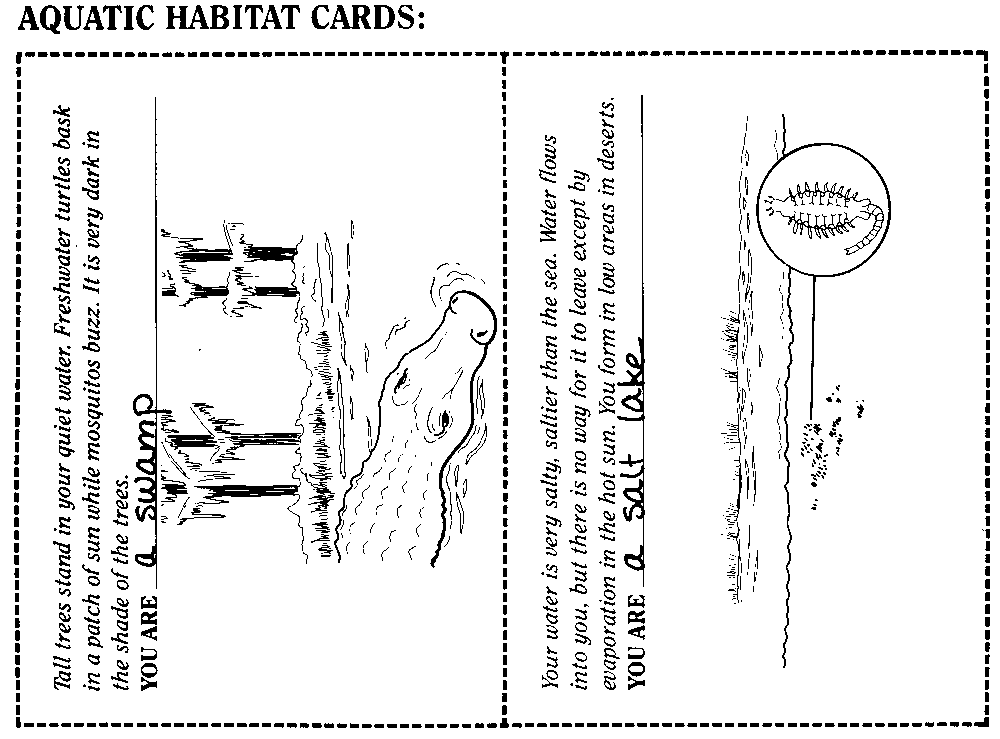 AQUATIC HABITAT CARDS:
Tall trees stand in your quiet water. Freshwater turtles bask
in a patch of sun while mosquitos buzz. It is very dark in
the shade of the trees.
YOU ARE a swamp
Your water is very salty, saltier than the sea. Water flows
into you, but there is no way for it to leave except by
evaporation in the hot sun. You form in low areas in deserts.
YOU ARE a salt lake